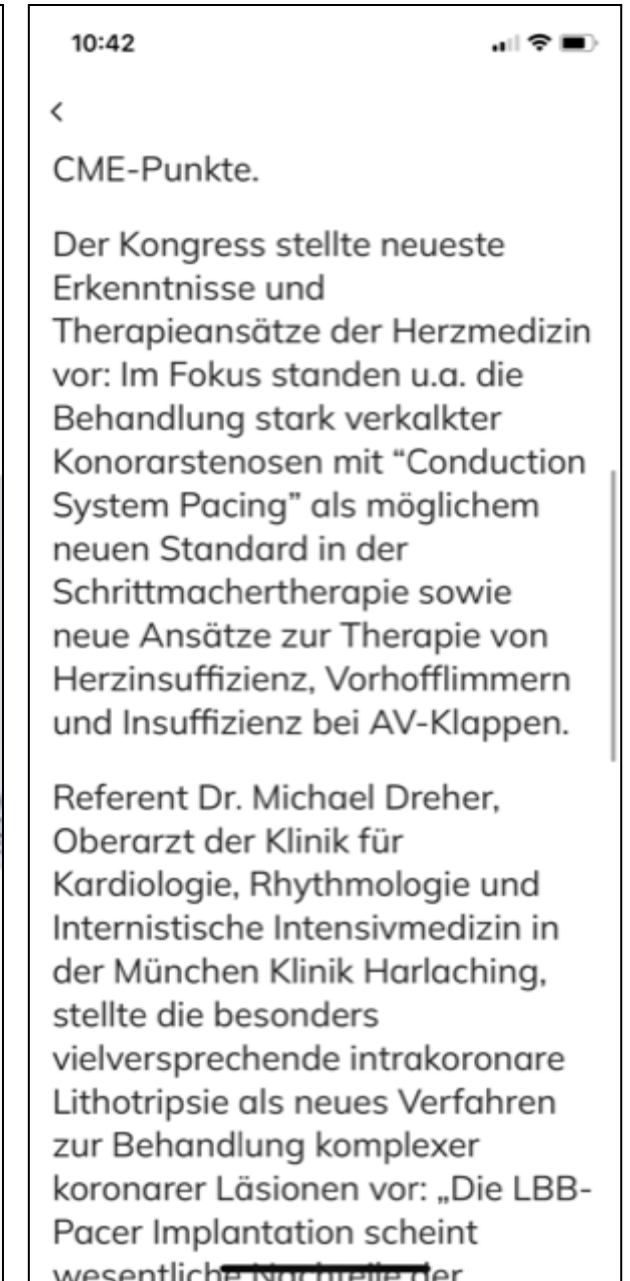 10:42
CME-Punkte.
Der Kongress stellte neueste
Erkenntnisse und
Therapieansätze der Herzmedizin
vor: Im Fokus standen u.a. die
Behandlung stark verkalkter
Konorarstenosen mit “Conduction
System Pacing” als möglichem
neuen Standard in der
Schrittmachertherapie sowie
neue Ansätze zur Therapie von
Herzinsuffizienz, Vorhofflimmern
und Insuffizienz bei AV-Klappen.
Referent Dr. Michael Dreher,
Oberarzt der Klinik für
Kardiologie, Rhythmologie und
Internistische Intensivmedizin in
der München Klinik Harlaching,
stellte die besonders
vielversprechende intrakoronare
Lithotripsie als neues Verfahren
zur Behandlung komplexer
koronarer Läsionen vor: „Die LBB-
Pacer Implantation scheint
wesentliche Nachteile der